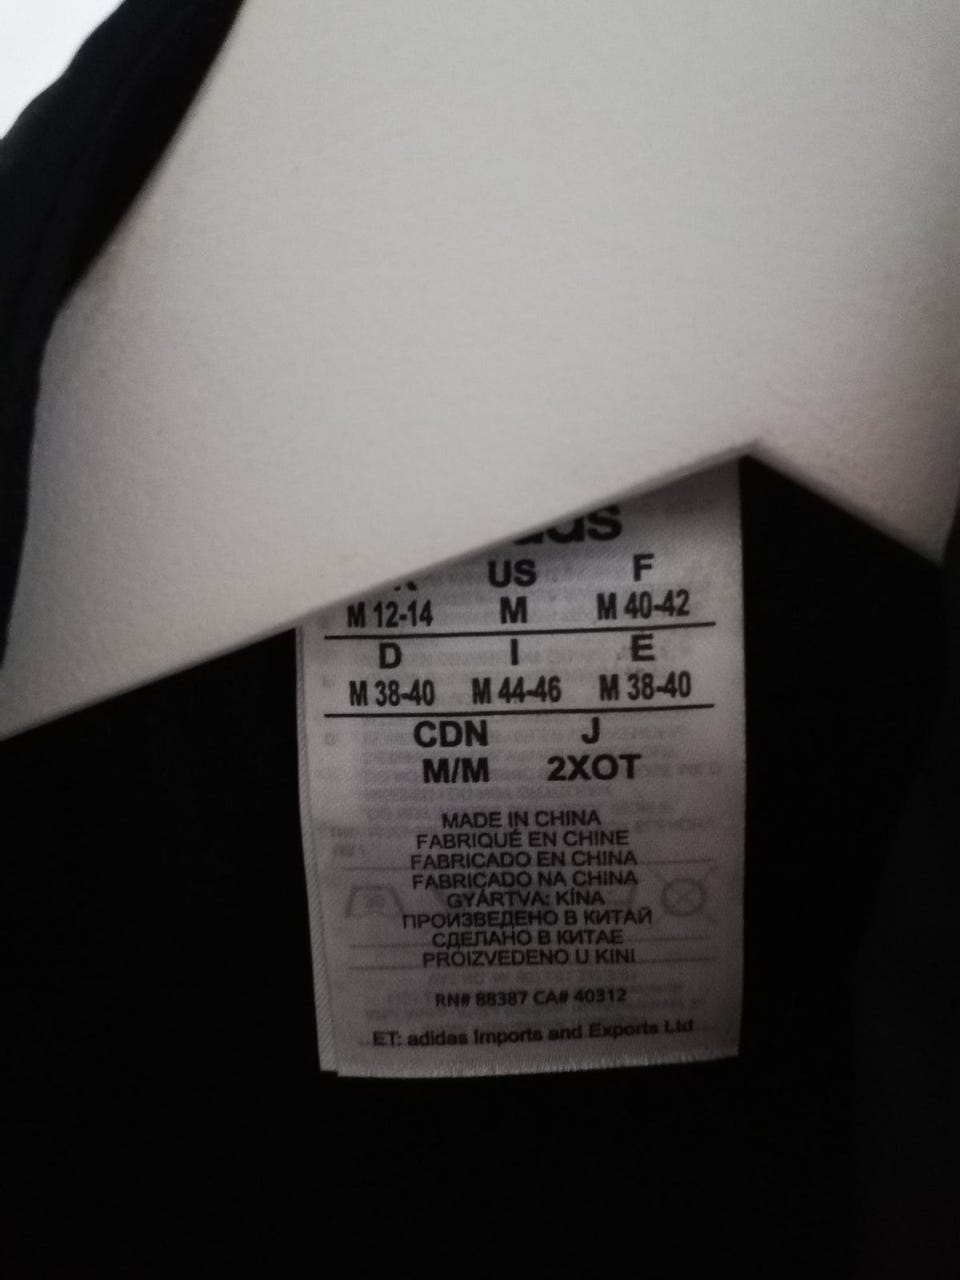 US F
M 12-14 M M 40-42
D I E
M 38-40 M 44-46 M 38-40
CDN J
M/M 2XOT
MADE IN CHINA
FABRIQUÉ EN CHINE
FABRICADO EN CHINA
FABRICADO NA CHINA
GYÁRTVA: KÍNA
ПРОИЗВЕДЕНО В КИТАЙ
СДЕЛАНО В КИТАЕ
PROIZVEDENO U KINI
RN# 88387 CA# 40312
ET: adidas Imports and Exports Ltd